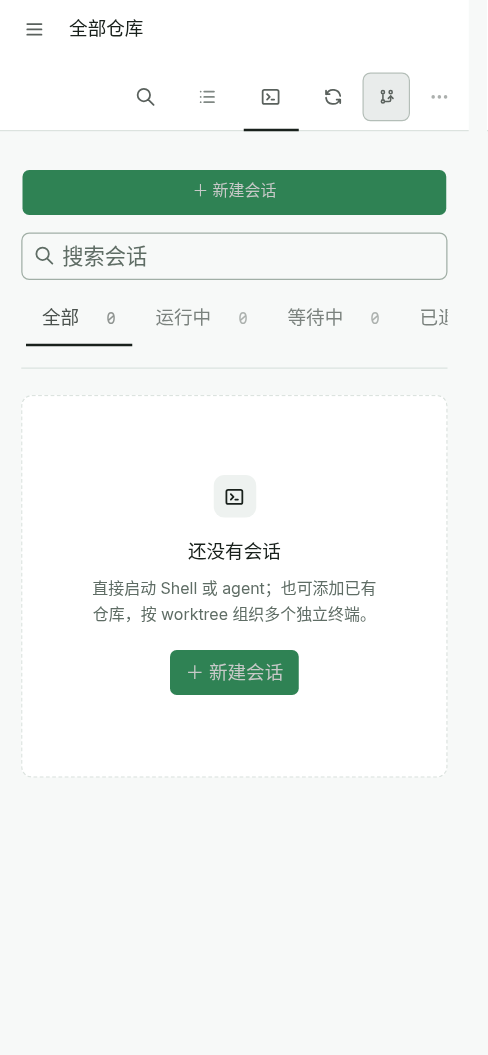 全部仓库
+ 新建会话
搜索会话
全部 0 运行中 0 等待中 0 已
还没有会话
直接启动 Shell 或 agent；也可添加已有
仓库，按 worktree 组织多个独立终端。
+ 新建会话